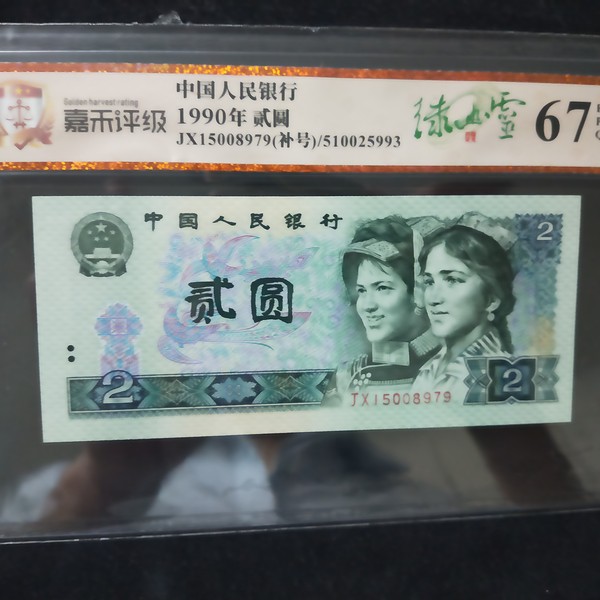 Golden harvest rating
嘉禾评级
中国人民银行
1990年 贰圆
JX15008979(补号)/510025993
67
中国人民银行
2
贰圆
2
JX15008979
2